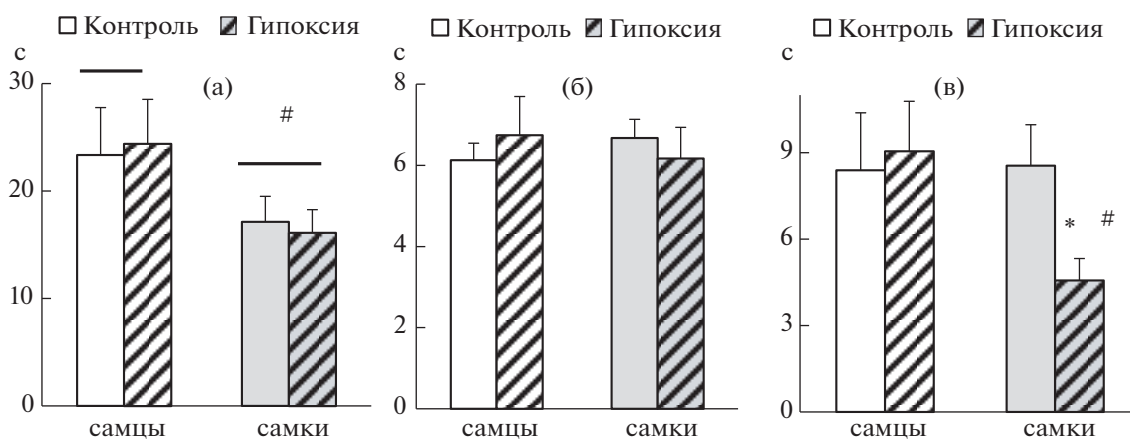 Контроль Гипоксия
с
30
20
10
0
(а)
#
самцы самки
Контроль Гипоксия
с
8
6
4
2
0
(б)
самцы самки
Контроль Гипоксия
с
9
6
3
0
(в)
* #
самцы самки